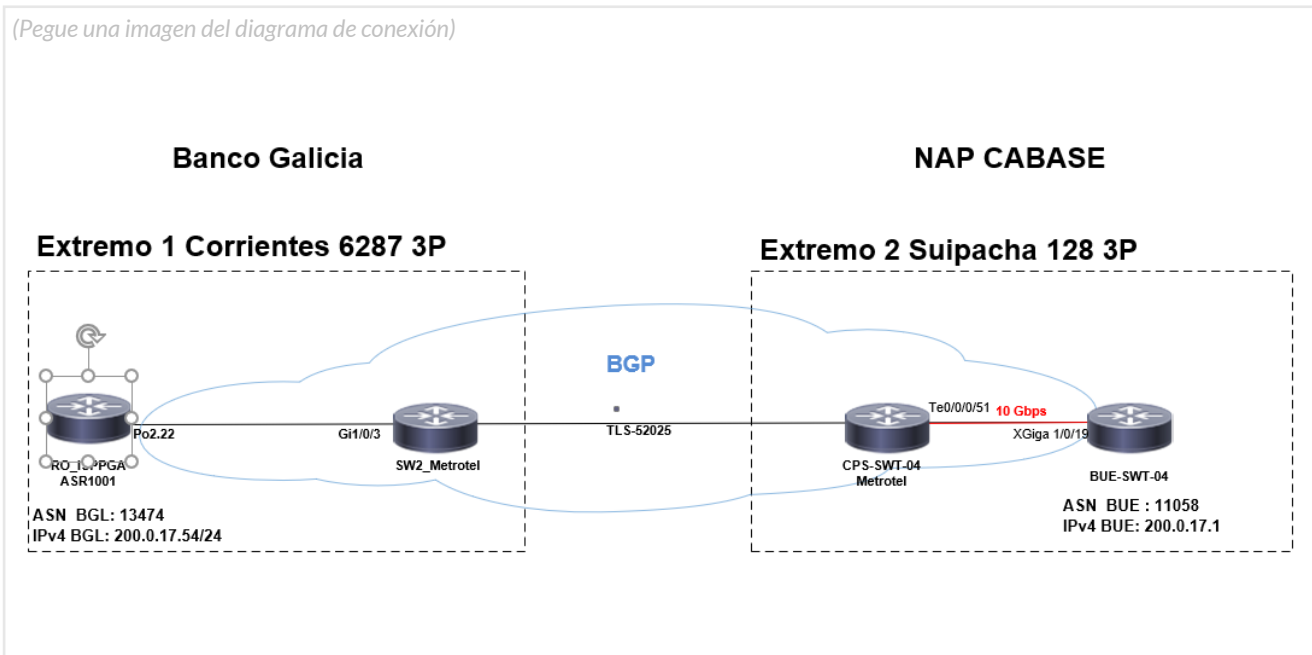 (Pegue una imagen del diagrama de conexión)
Banco Galicia
NAP CABASE
Extremo 1 Corrientes 6287 3P
Extremo 2 Suipacha 128 3P
BGP
Te0/0/0/51
10 Gbps
Po2.22
Gi1/0/3
TLS-52025
XGiga 1/0/19
RO_ISPPGA
ASR1001
SW2_Metrotel
CPS-SWT-04
Metrotel
BUE-SWT-04
ASN BGL: 13474
IPv4 BGL: 200.0.17.54/24
ASN BUE : 11058
IPv4 BUE: 200.0.17.1